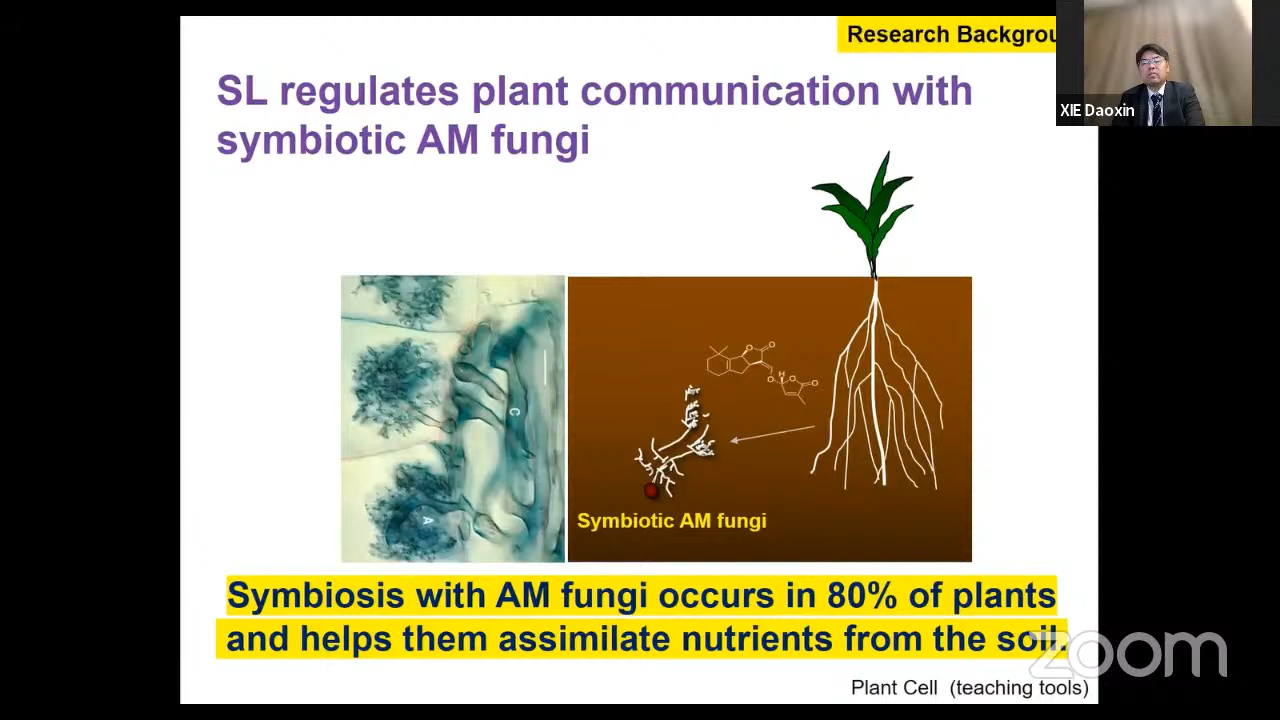 Research Backgrou
XIE Daoxin
SL regulates plant communication with
symbiotic AM fungi
C
A
O
O
H
O
O
O
Symbiotic AM fungi
Symbiosis with AM fungi occurs in 80% of plants
and helps them assimilate nutrients from the soil.
zoom
Plant Cell (teaching tools)